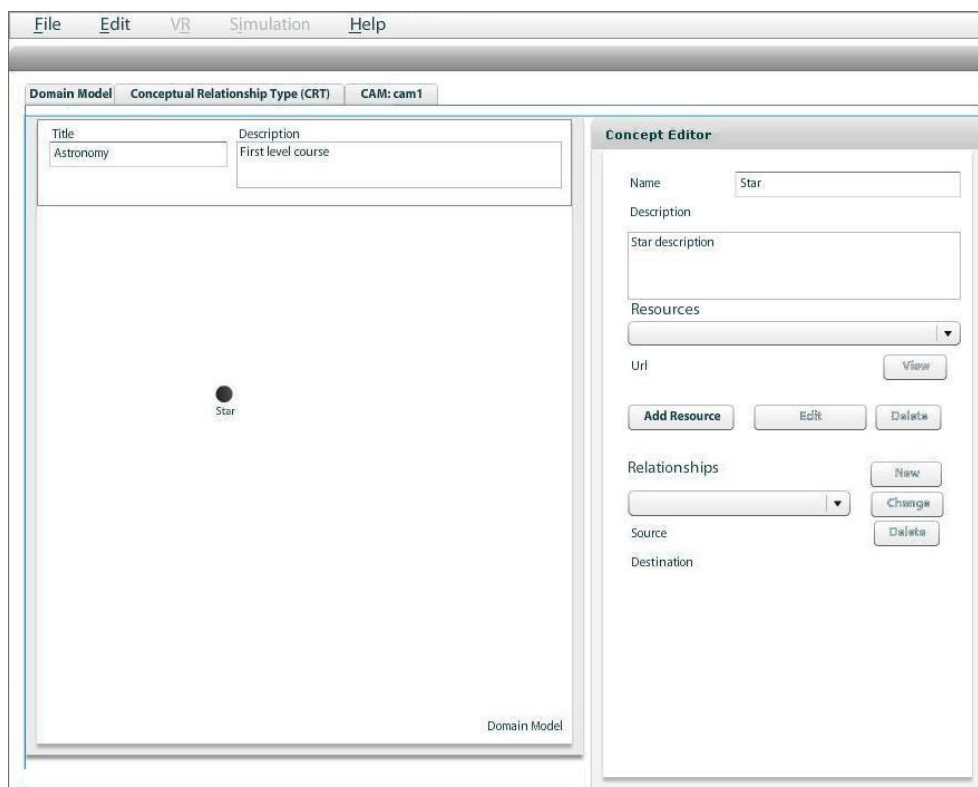 File Edit VR Simulation Help
Domain Model Conceptual Relationship Type (CRT) CAM: cam1
Title Description
Astronomy First level course
Star
Domain Model
Concept Editor
Name Star
Description
Star description
Resources
Url View
Add Resource Edit Delete
Relationships New
Change
Source Delete
Destination